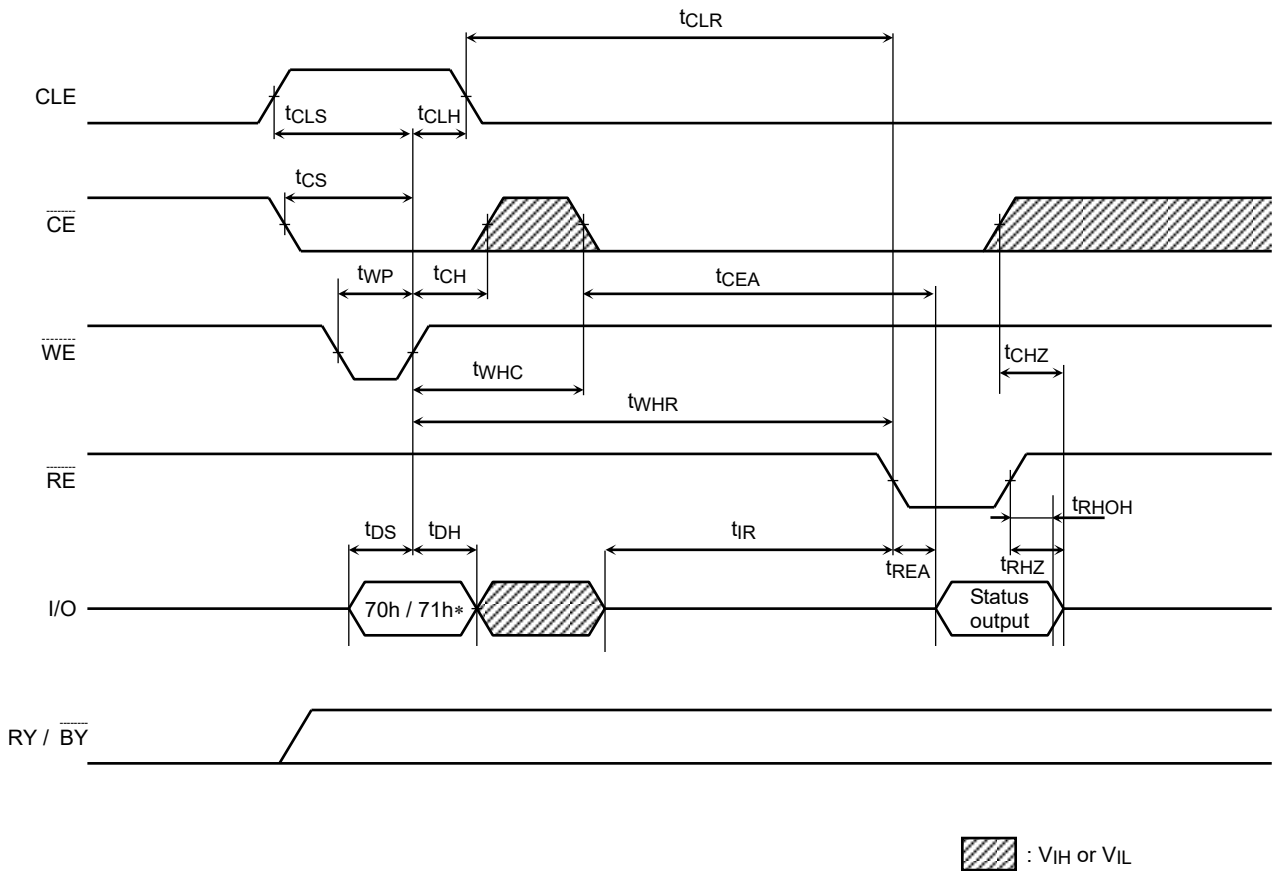 tCLR
CLE
tCLS
tCLH
tCS
CE
tWP
tCH
tCEA
WE
tCHZ
tWHC
tWHR
RE
tRHOH
tDS
tDH
tIR
tREA
tRHZ
I/O
70h / 71h*
Status
output
RY / BY
: VIH or VIL